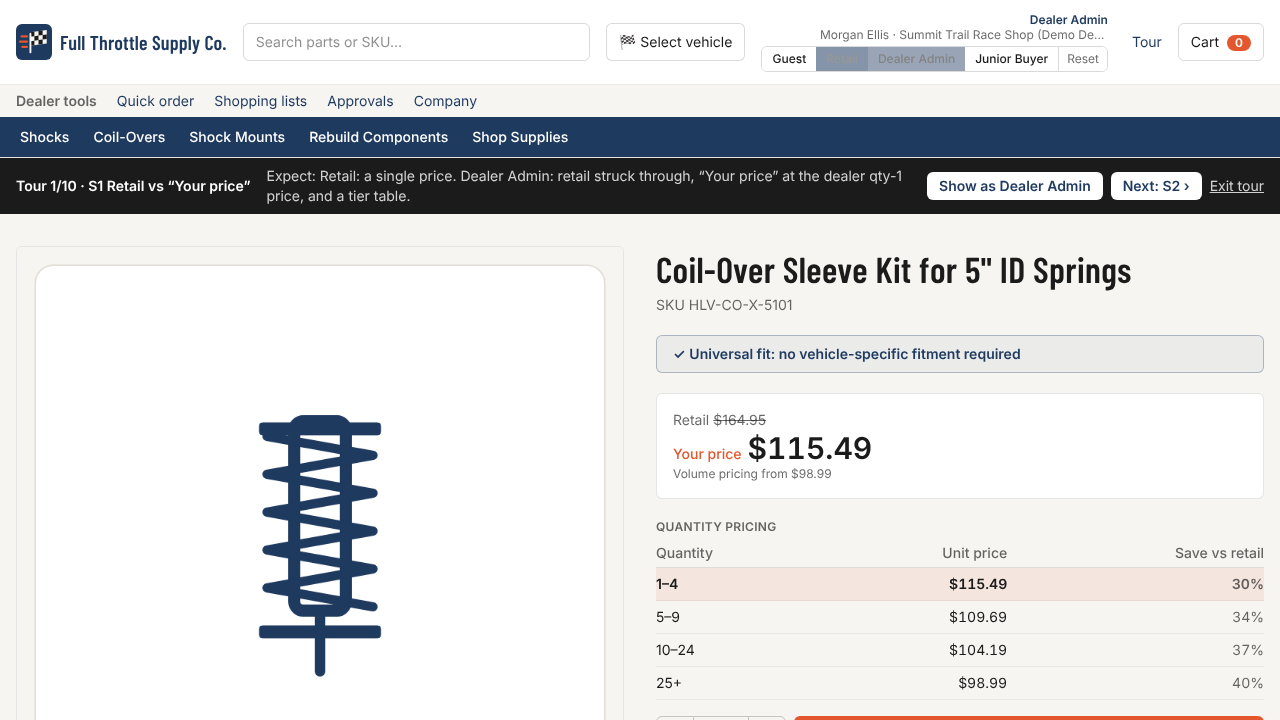 Full Throttle Supply Co.
Search parts or SKU...
Select vehicle
Dealer Admin
Morgan Ellis · Summit Trail Race Shop (Demo De...
Guest
Dealer Admin
Junior Buyer
Reset
Tour
Cart 0
Dealer tools
Quick order
Shopping lists
Approvals
Company
Shocks
Coil-Overs
Shock Mounts
Rebuild Components
Shop Supplies
Tour 1/10 · S1 Retail vs “Your price”
Expect: Retail: a single price. Dealer Admin: retail struck through, “Your price” at the dealer qty-1
price, and a tier table.
Show as Dealer Admin
Next: S2 ›
Exit tour
Coil-Over Sleeve Kit for 5" ID Springs
SKU HLV-CO-X-5101
✓ Universal fit: no vehicle-specific fitment required
Retail $164.95
Your price $115.49
Volume pricing from $98.99
QUANTITY PRICING
Quantity Unit price Save vs retail
1–4 $115.49 30%
5–9 $109.69 34%
10–24 $104.19 37%
25+ $98.99 40%